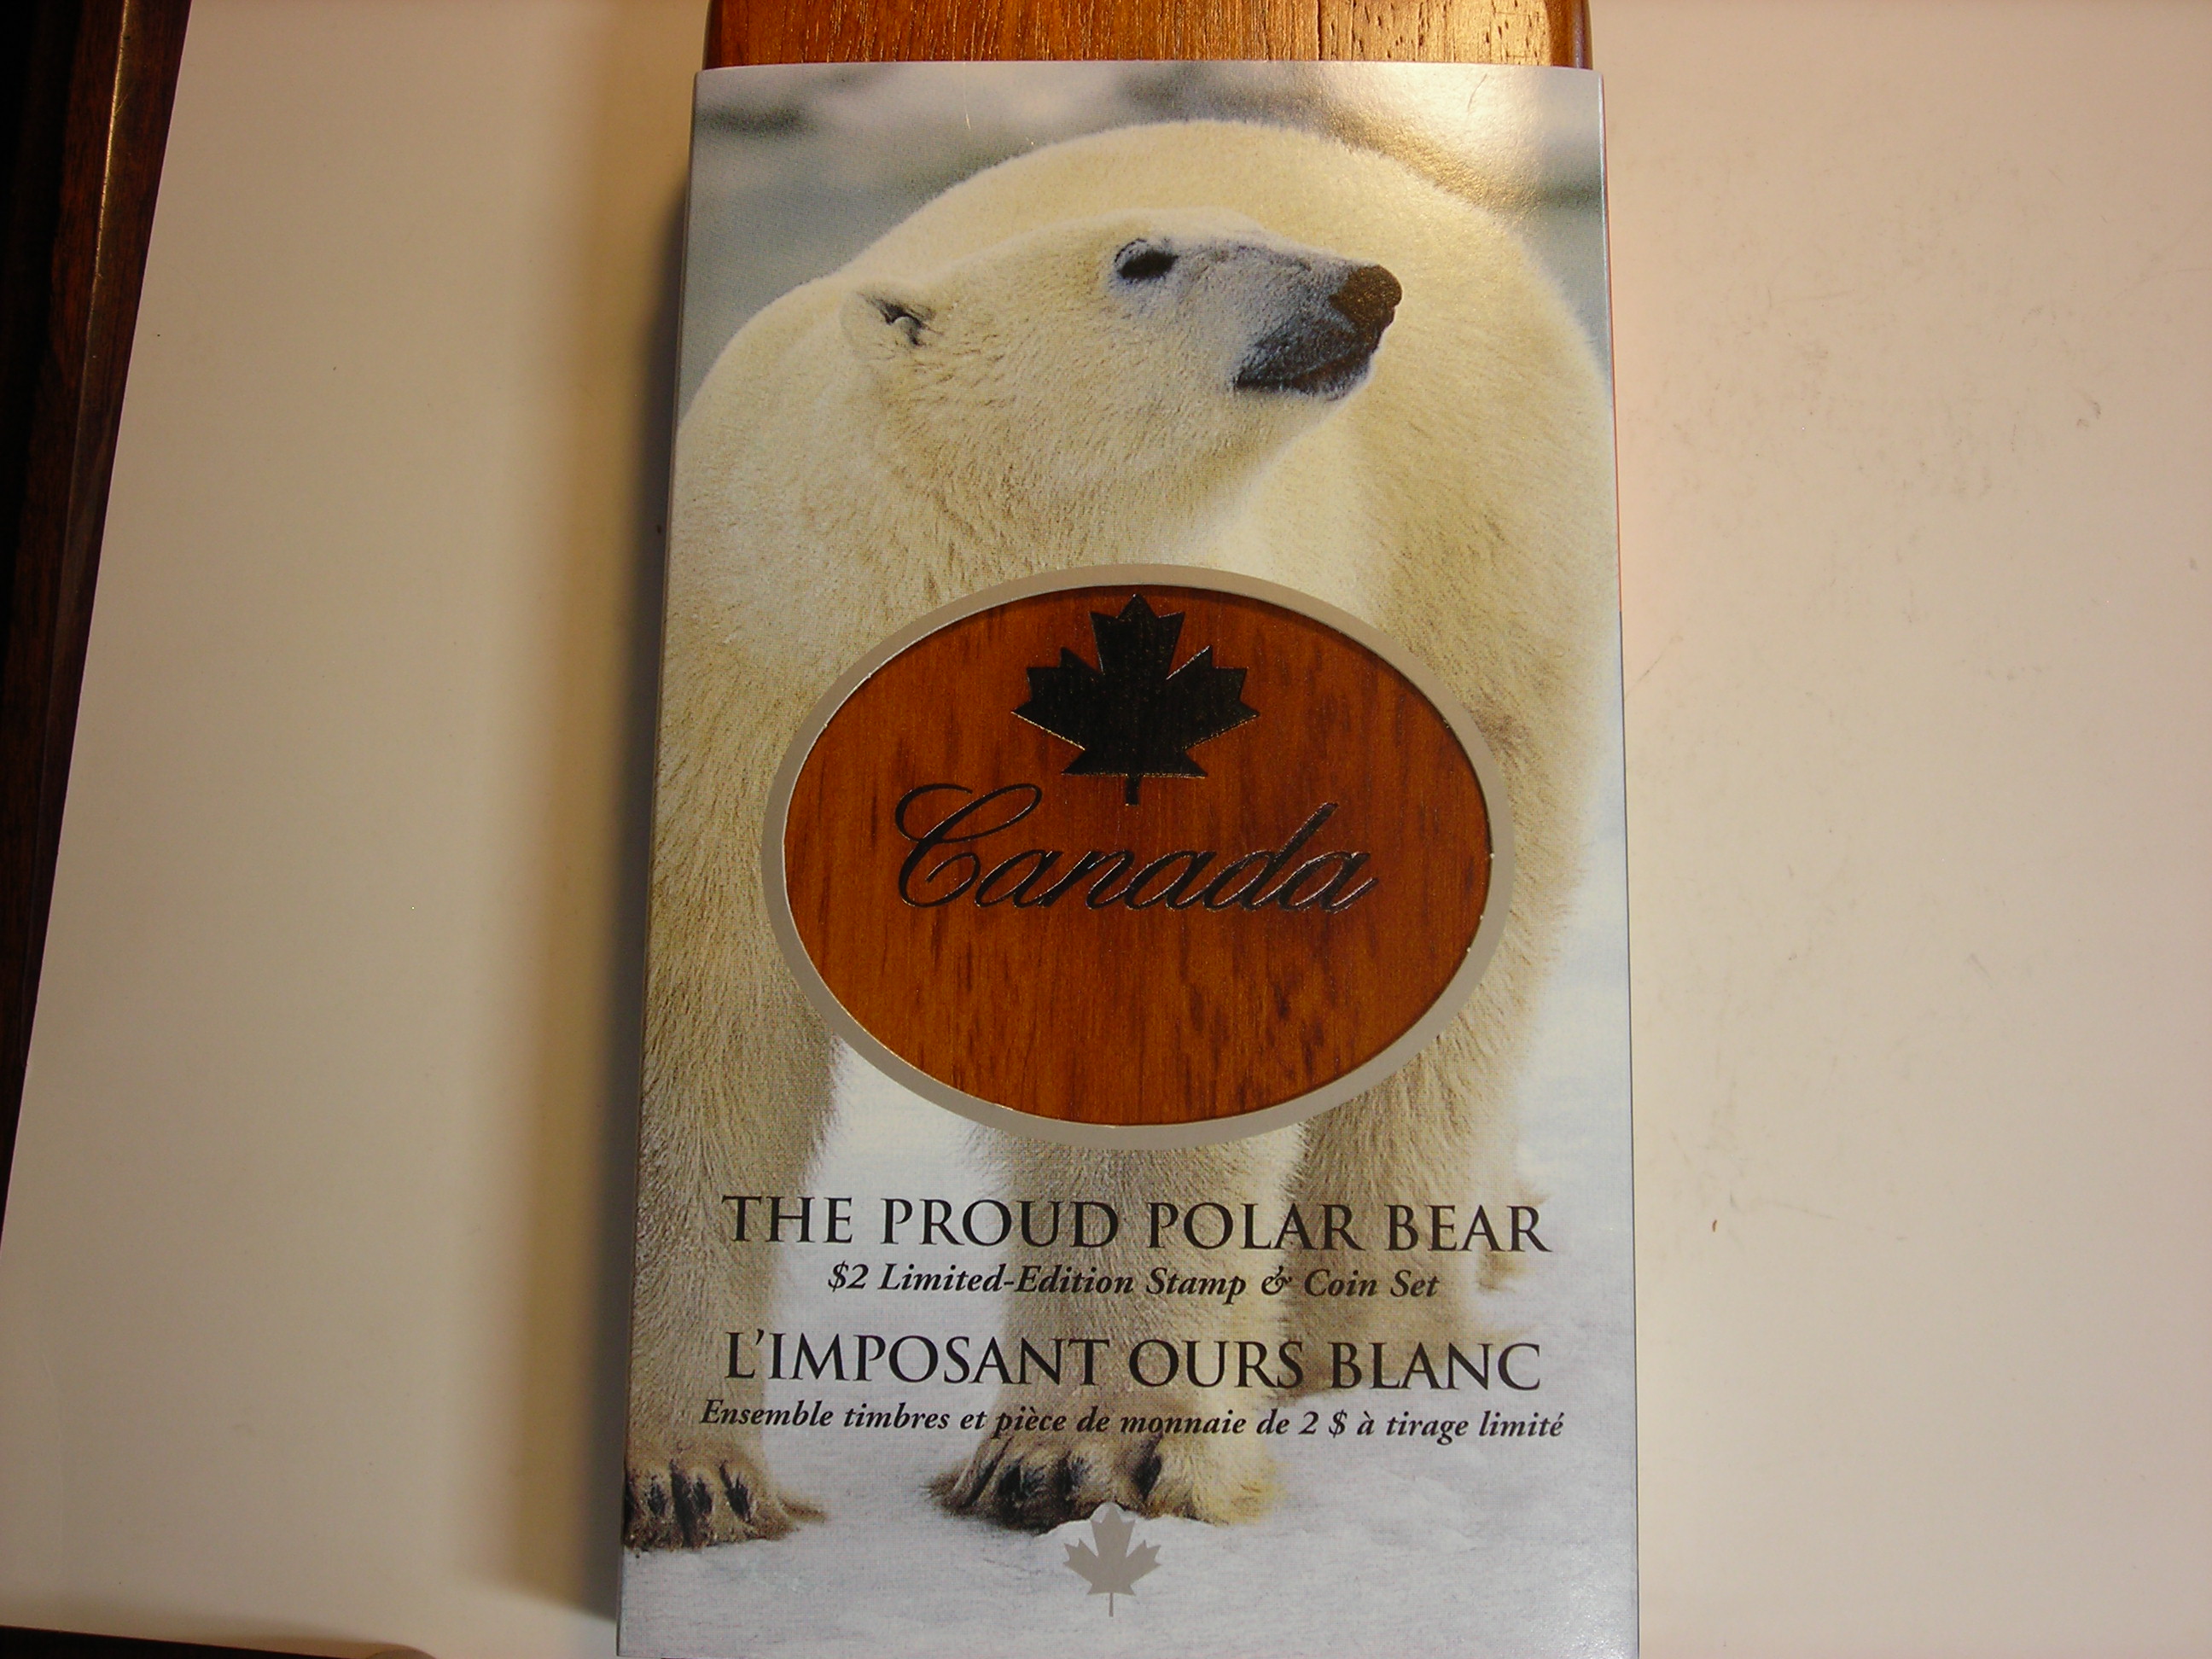 Canada
THE PROUD POLAR BEAR
$2 Limited-Edition Stamp & Coin Set
L'IMPOSANT OURS BLANC
Ensemble timbres et pièce de monnaie de 2 $ à tirage limité